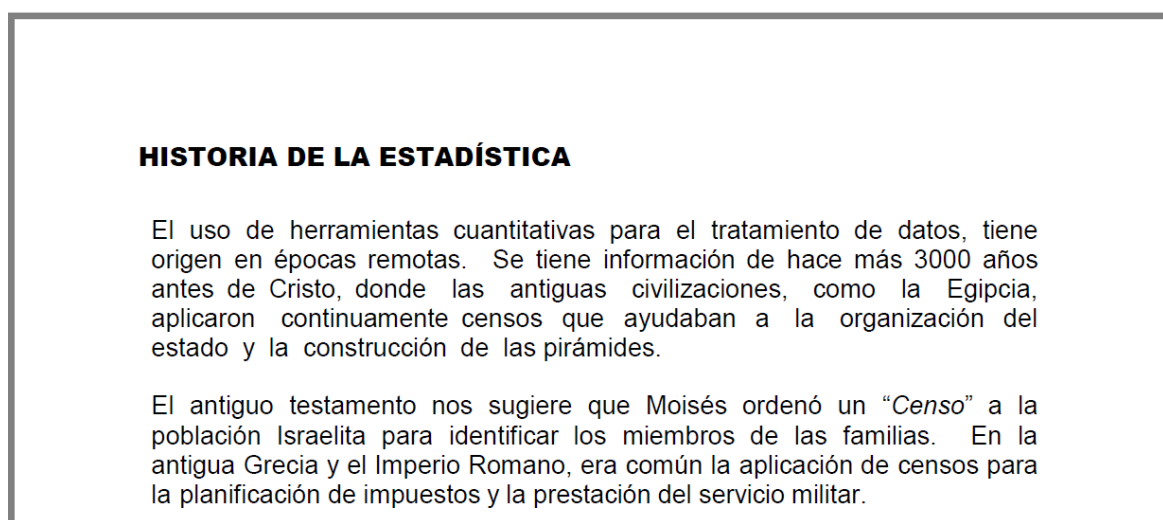 HISTORIA DE LA ESTADÍSTICA
El uso de herramientas cuantitativas para el tratamiento de datos, tiene
origen en épocas remotas. Se tiene información de hace más 3000 años
antes de Cristo, donde las antiguas civilizaciones, como la Egipcia,
aplicaron continuamente censos que ayudaban a la organización del
estado y la construcción de las pirámides.
El antiguo testamento nos sugiere que Moisés ordenó un “Censo” a la
población Israelita para identificar los miembros de las familias. En la
antigua Grecia y el Imperio Romano, era común la aplicación de censos para
la planificación de impuestos y la prestación del servicio militar.